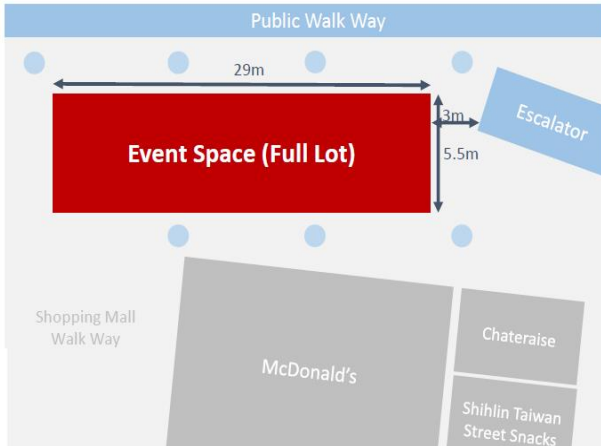 Public Walk Way
29m
3m
Escalator
Event Space (Full Lot)
5.5m
Shopping Mall
Walk Way
McDonald's
Chateraise
Shihlin Taiwan
Street Snacks